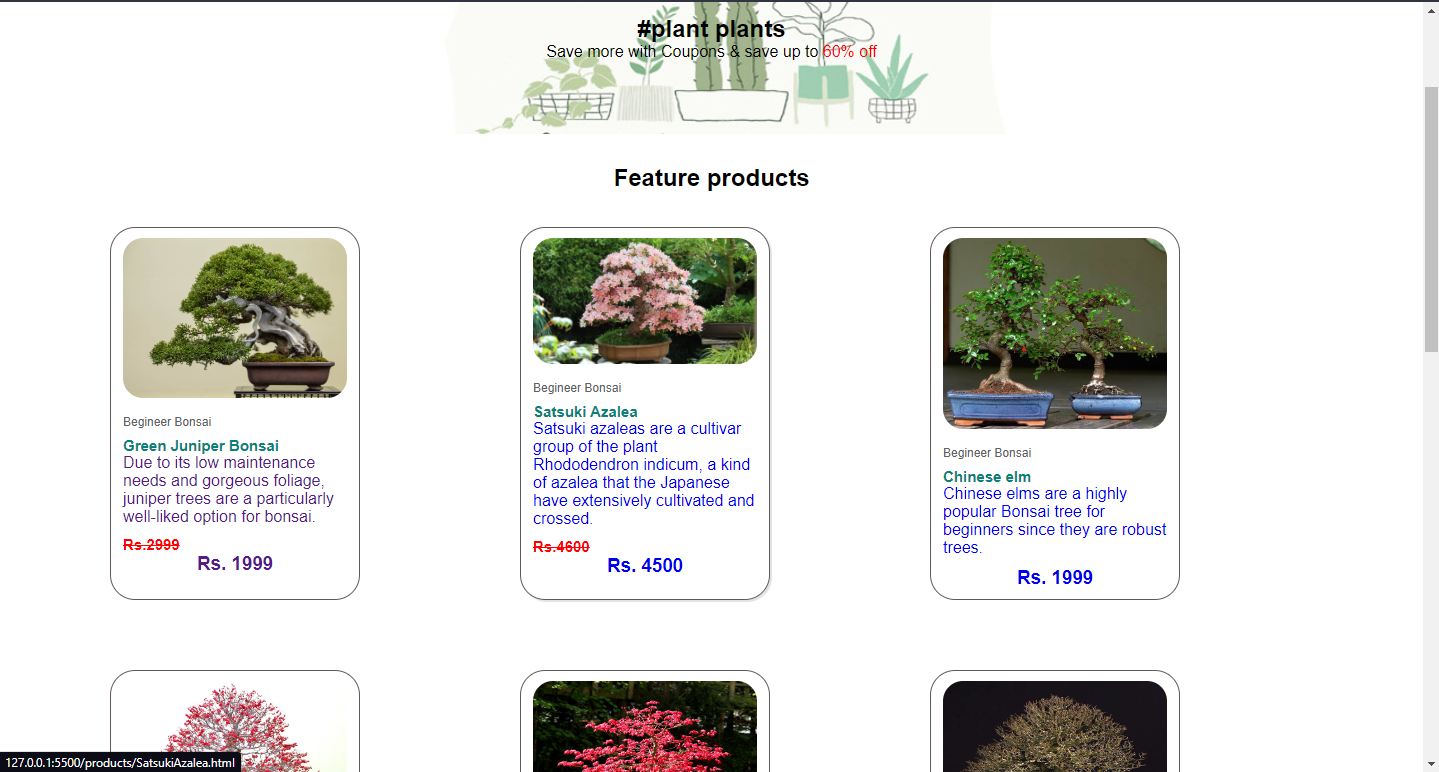 #plant plants
Save more with Coupons & save up to 60% off
Feature products
Begineer Bonsai
Green Juniper Bonsai
Due to its low maintenance
needs and gorgeous foliage,
juniper trees are a particularly
well-liked option for bonsai.
Rs.2999
Rs. 1999
Begineer Bonsai
Satsuki Azalea
Satsuki azaleas are a cultivar
group of the plant
Rhododendron indicum, a kind
of azalea that the Japanese
have extensively cultivated and
crossed.
Rs.4600
Rs. 4500
Begineer Bonsai
Chinese elm
Chinese elms are a highly
popular Bonsai tree for
beginners since they are robust
trees.
Rs. 1999
127.0.0.1:5500/products/SatsukiAzalea.html